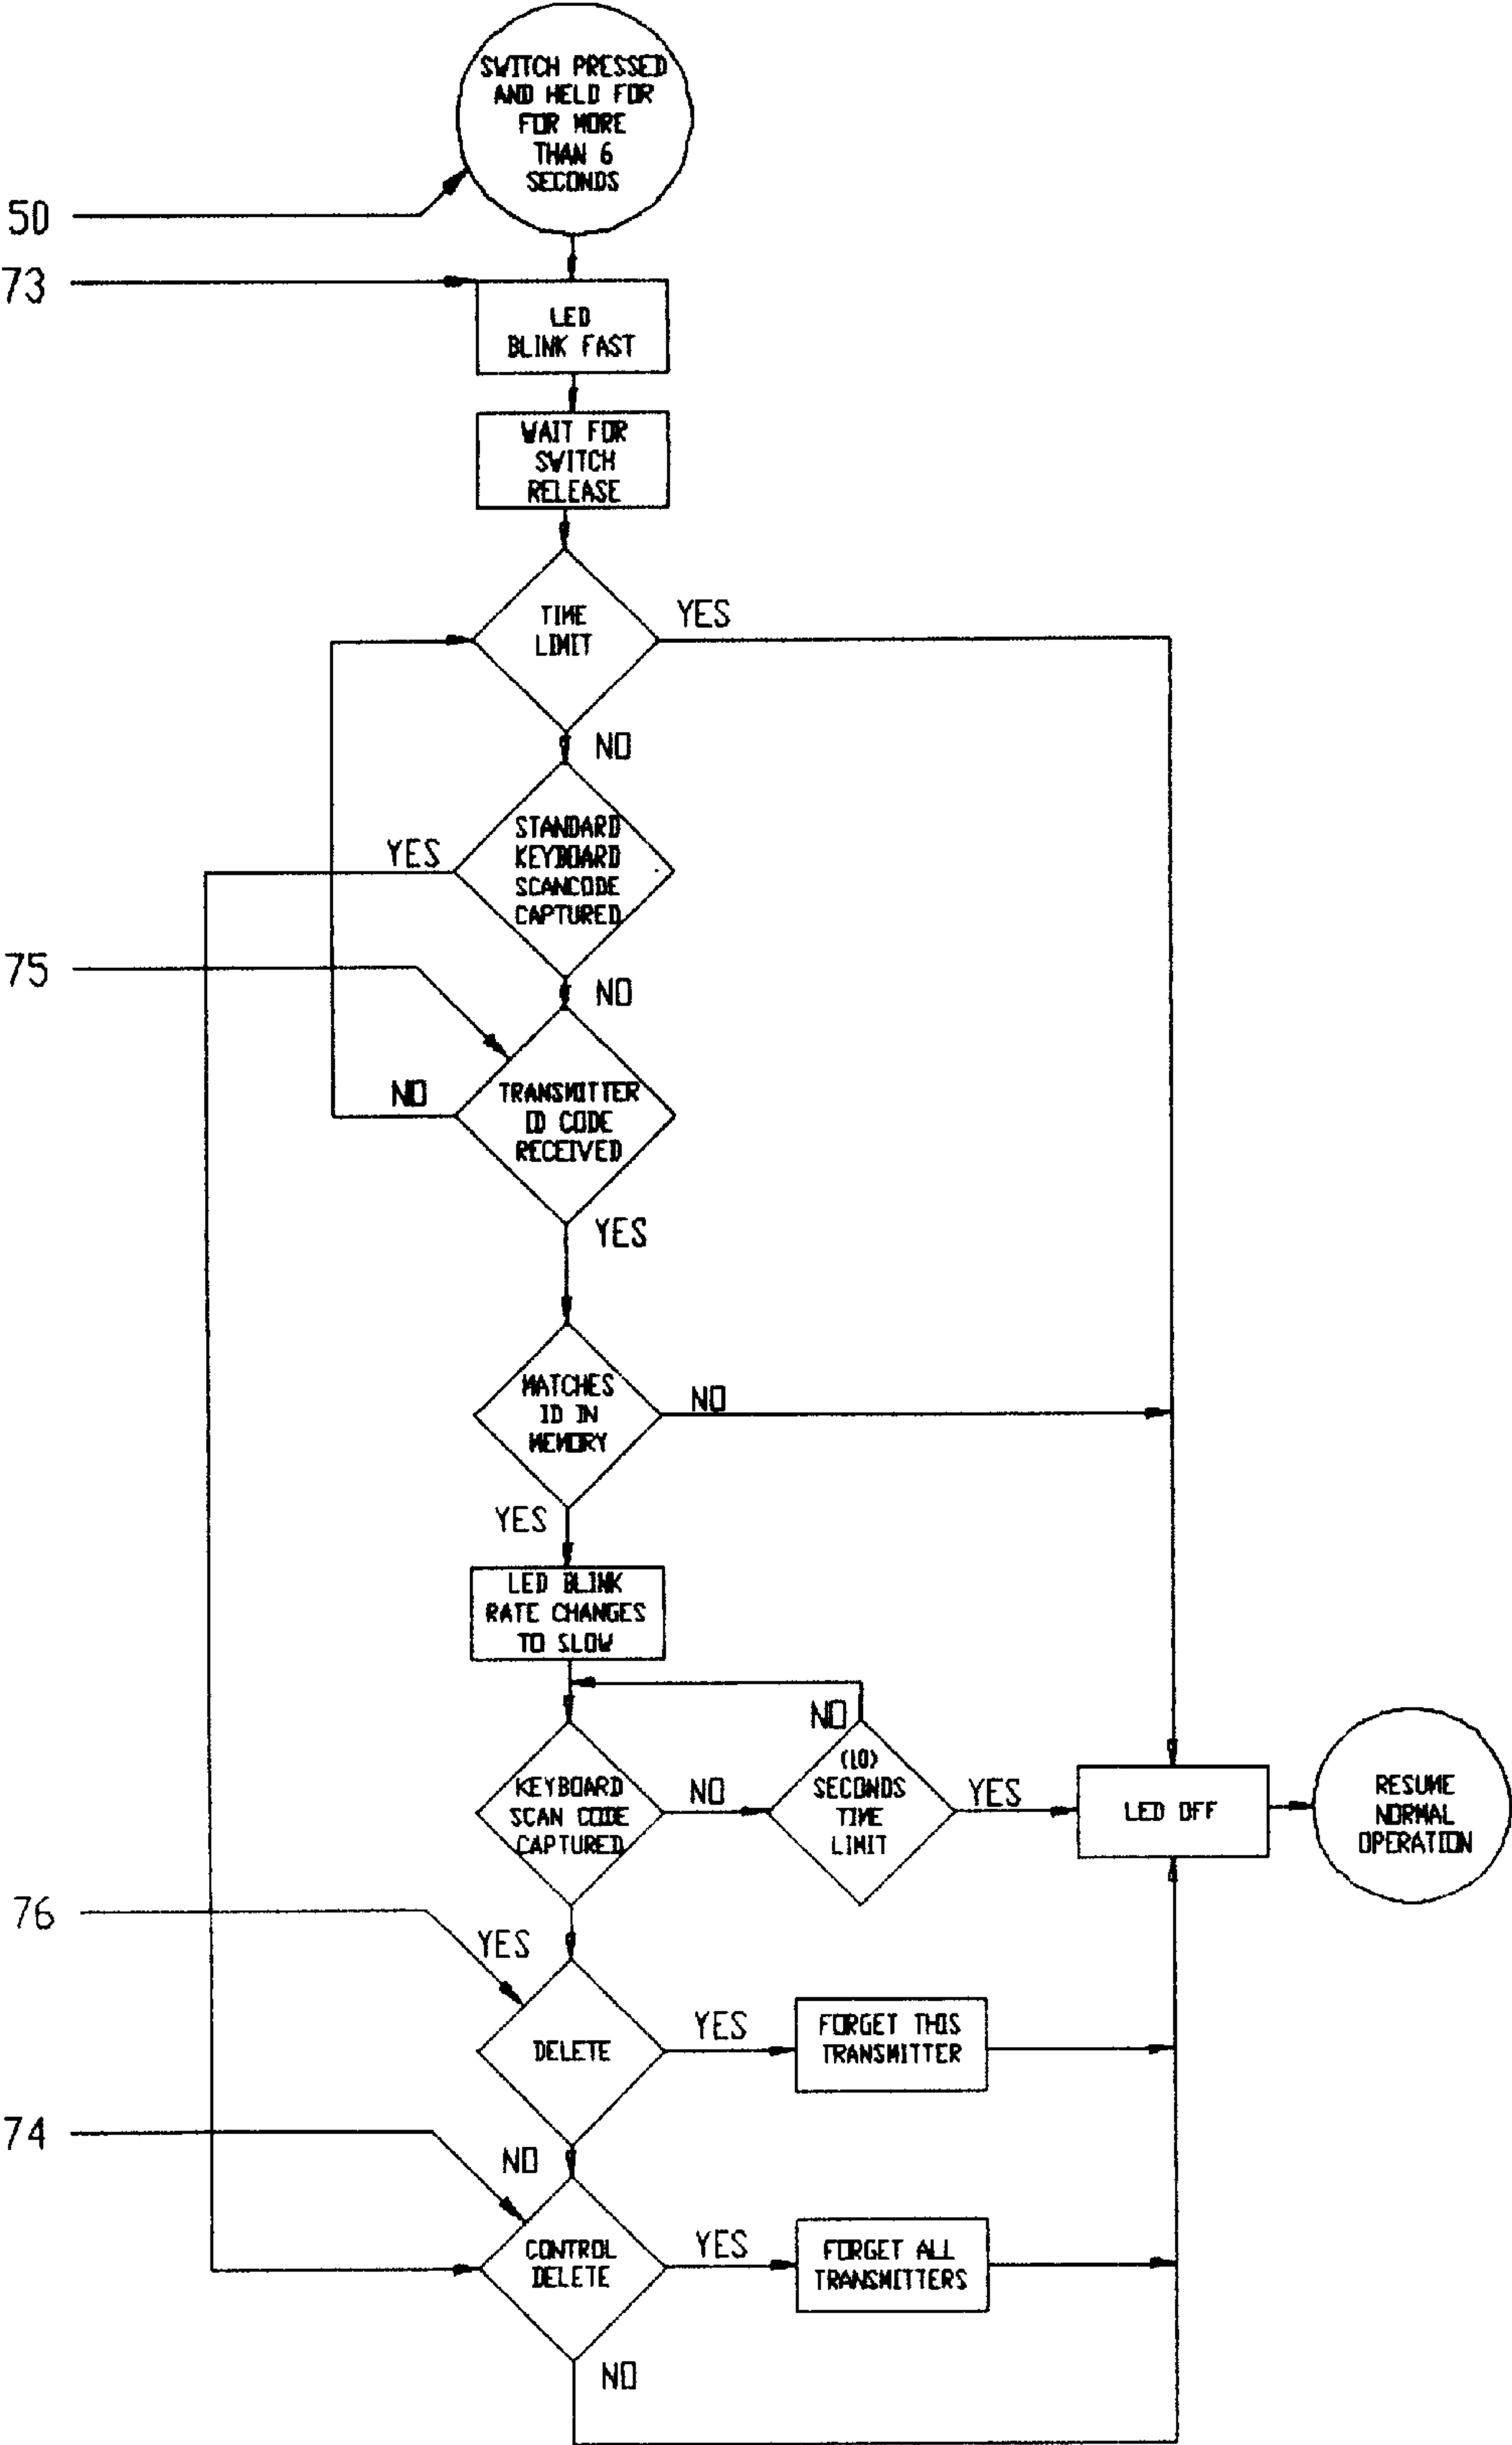 SWITCH PRESSED
AND HELD FOR
FOR MORE
THAN 6
SECONDS
50
73
LED
BLINK FAST
WAIT FOR
SWITCH
RELEASE
TIME
LIMIT
YES
NO
STANDARD
KEYBOARD
SCANCODE
CAPTURED
YES
75
NO
TRANSMITTER
ID CODE
RECEIVED
NO
YES
MATCHES
ID IN
MEMORY
NO
YES
LED BLINK
RATE CHANGES
TO SLOW
NO
KEYBOARD
SCAN CODE
CAPTURED
NO
(10)
SECONDS
TIME
LIMIT
YES
LED OFF
RESUME
NORMAL
OPERATION
76
YES
DELETE
YES
FORGET THIS
TRANSMITTER
74
NO
CONTROL
DELETE
YES
FORGET ALL
TRANSMITTERS
NO